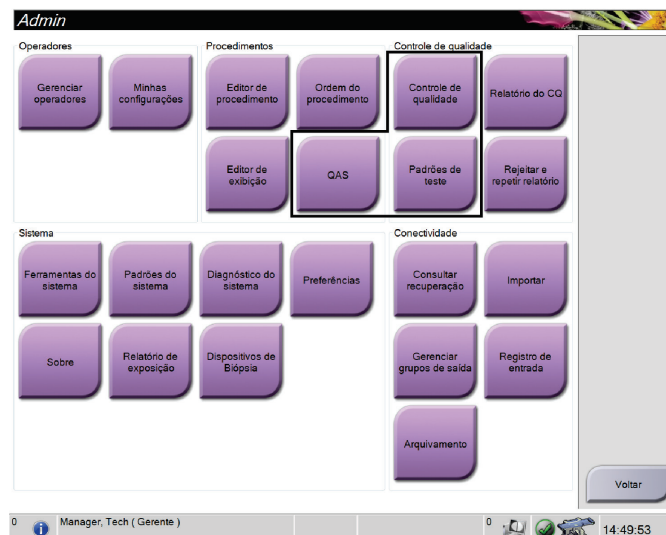 Admin
Operadores
Procedimentos
Controle de qualidade
Gerenciar
operadores
Minhas
configurações
Editor de
procedimento
Ordem do
procedimento
Controle de
qualidade
Relatório do CQ
Editor de
exibição
QAS
Padrões de
teste
Rejeitar e
repetir relatório
Sistema
Conectividade
Ferramentas do
sistema
Padrões do
sistema
Diagnóstico do
sistema
Preferências
Consultar
recuperação
Importar
Sobre
Relatório de
exposição
Dispositivos de
Biópsia
Gerenciar
grupos de saída
Registro de
entrada
Arquivamento
Voltar
0
Manager, Tech ( Gerente )
0
14:49:53